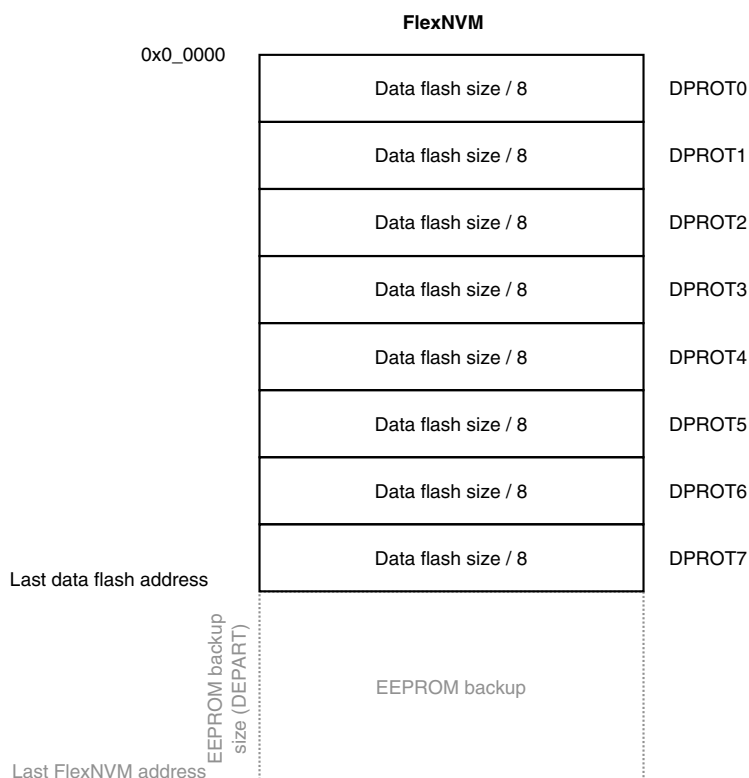 FlexNVM
0x0_0000
Data flash size / 8 DPROT0
Data flash size / 8 DPROT1
Data flash size / 8 DPROT2
Data flash size / 8 DPROT3
Data flash size / 8 DPROT4
Data flash size / 8 DPROT5
Data flash size / 8 DPROT6
Data flash size / 8 DPROT7
Last data flash address
EEPROM backup
size (DEPART)
EEPROM backup
Last FlexNVM address